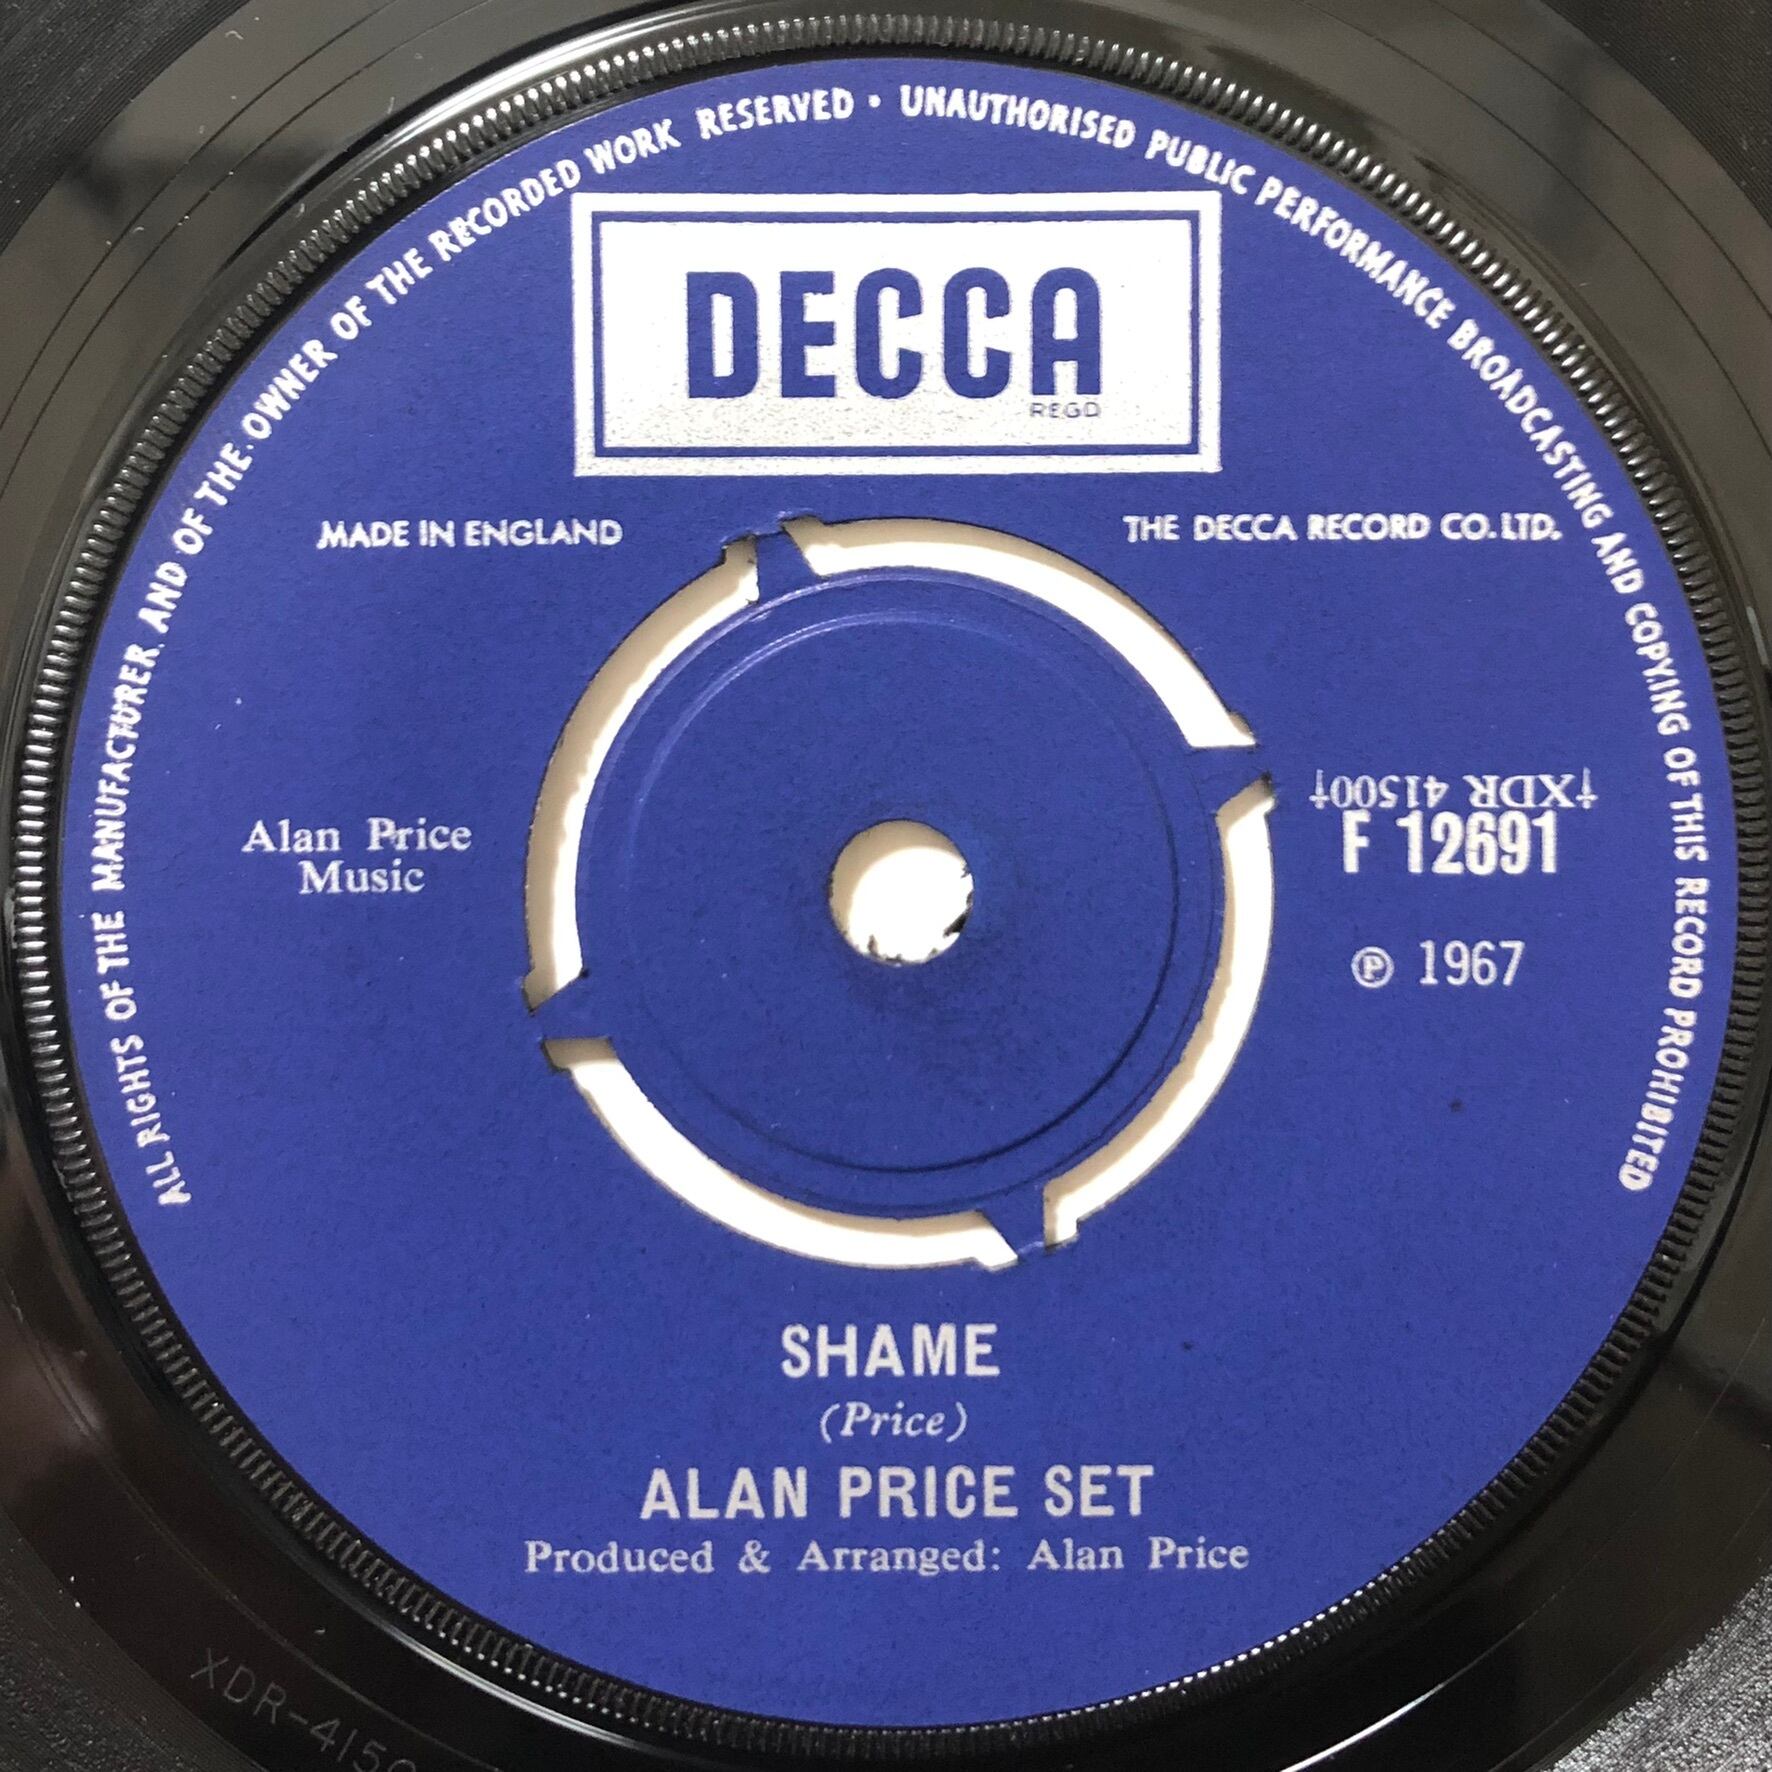 ALL RIGHTS OF THE MANUFACTURER AND OF THE OWNER OF THE RECORDED WORK RESERVED • UNAUTHORISED PUBLIC PERFORMANCE BROADCASTING AND COPYING OF THIS RECORD PROHIBITED
DECCA
REGD
MADE IN ENGLAND
THE DECCA RECORD CO. LTD.
Alan Price
Music
†XDR 41500†
F 12691
℗ 1967
SHAME
(Price)
ALAN PRICE SET
Produced & Arranged: Alan Price